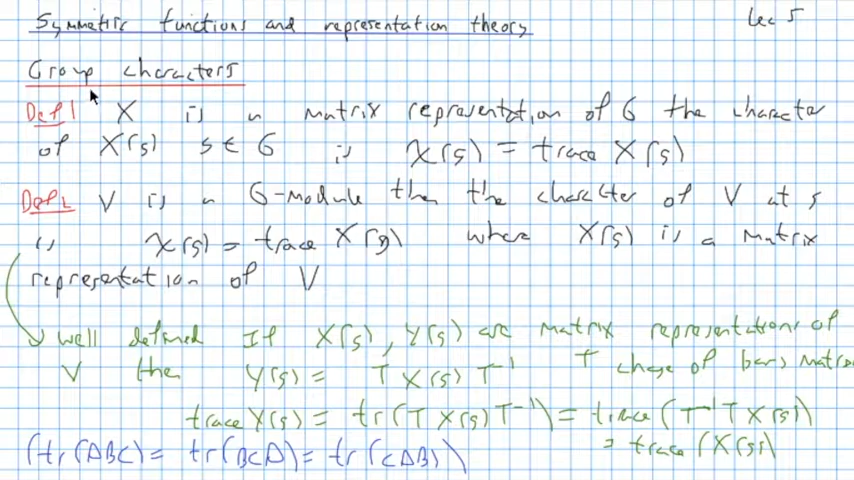 Symmetric functions and representation theory Lec 5
Group characters
Def 1 X is a matrix representation of G the character
of X(g) g ∈ G is χ(g) = trace X(g)
Def 2 V is a G-module then the character of V at g
is χ(g) = trace X(g) where X(g) is a matrix
representation of V
well defined If X(g), Y(g) are matrix representations of
V then Y(g) = T X(g) T⁻¹ T change of basis matrix
trace Y(g) = tr(T X(g) T⁻¹) = trace(T⁻¹ T X(g))
= trace(X(g))
(tr(ABC) = tr(BCA) = tr(CAB))